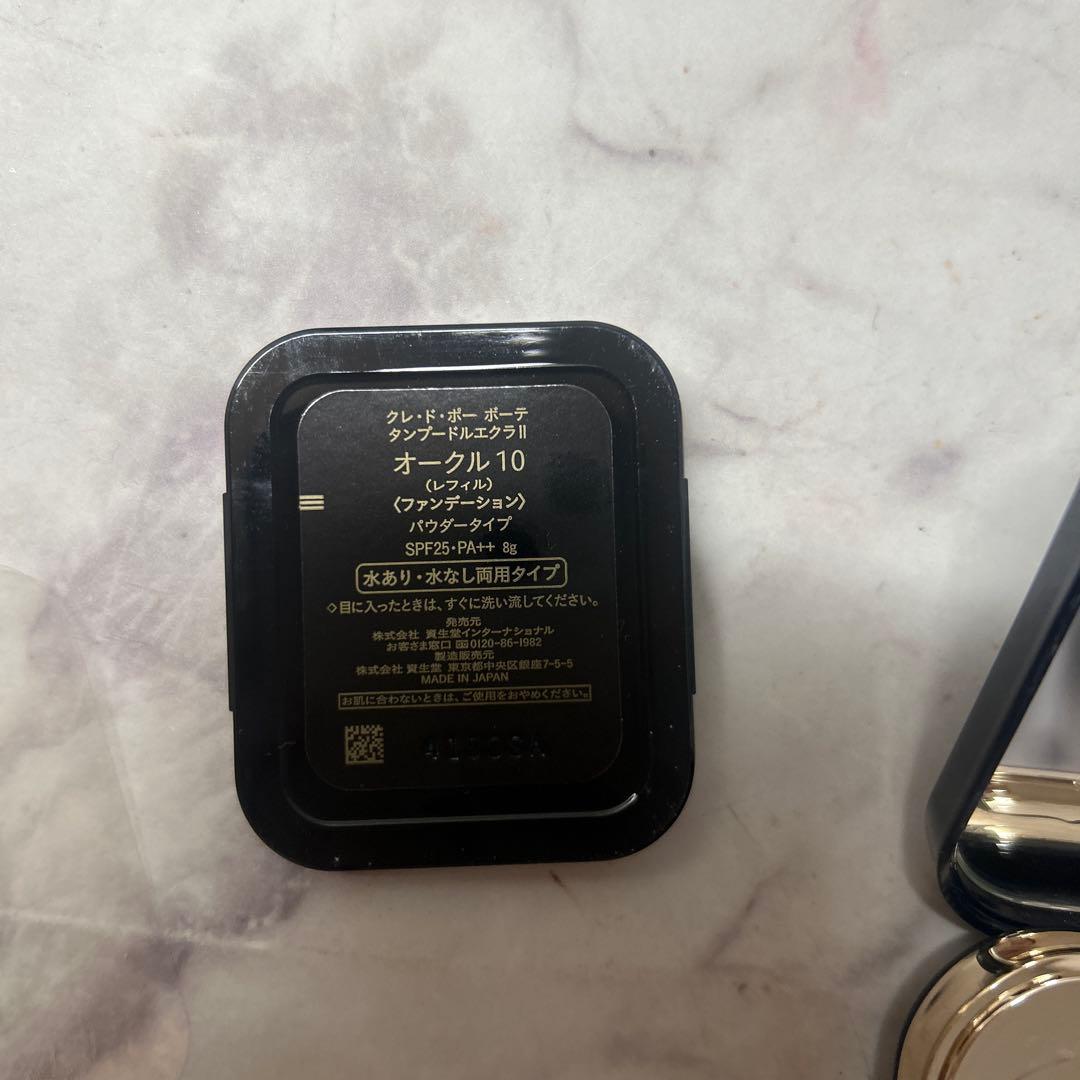 クレ・ド・ポー ボーテ
タンプードルエクラⅡ
オークル10
(レフィル)
〈ファンデーション〉
パウダータイプ
SPF25・PA++ 8g
水あり・水なし両用タイプ
◇目に入ったときは、すぐに洗い流してください。
発売元
株式会社 資生堂インターナショナル
お客さま窓口 0120-86-1982
製造販売元
株式会社 資生堂 東京都中央区銀座7-5-5
MADE IN JAPAN
お肌に合わないときは、ご使用をおやめください。